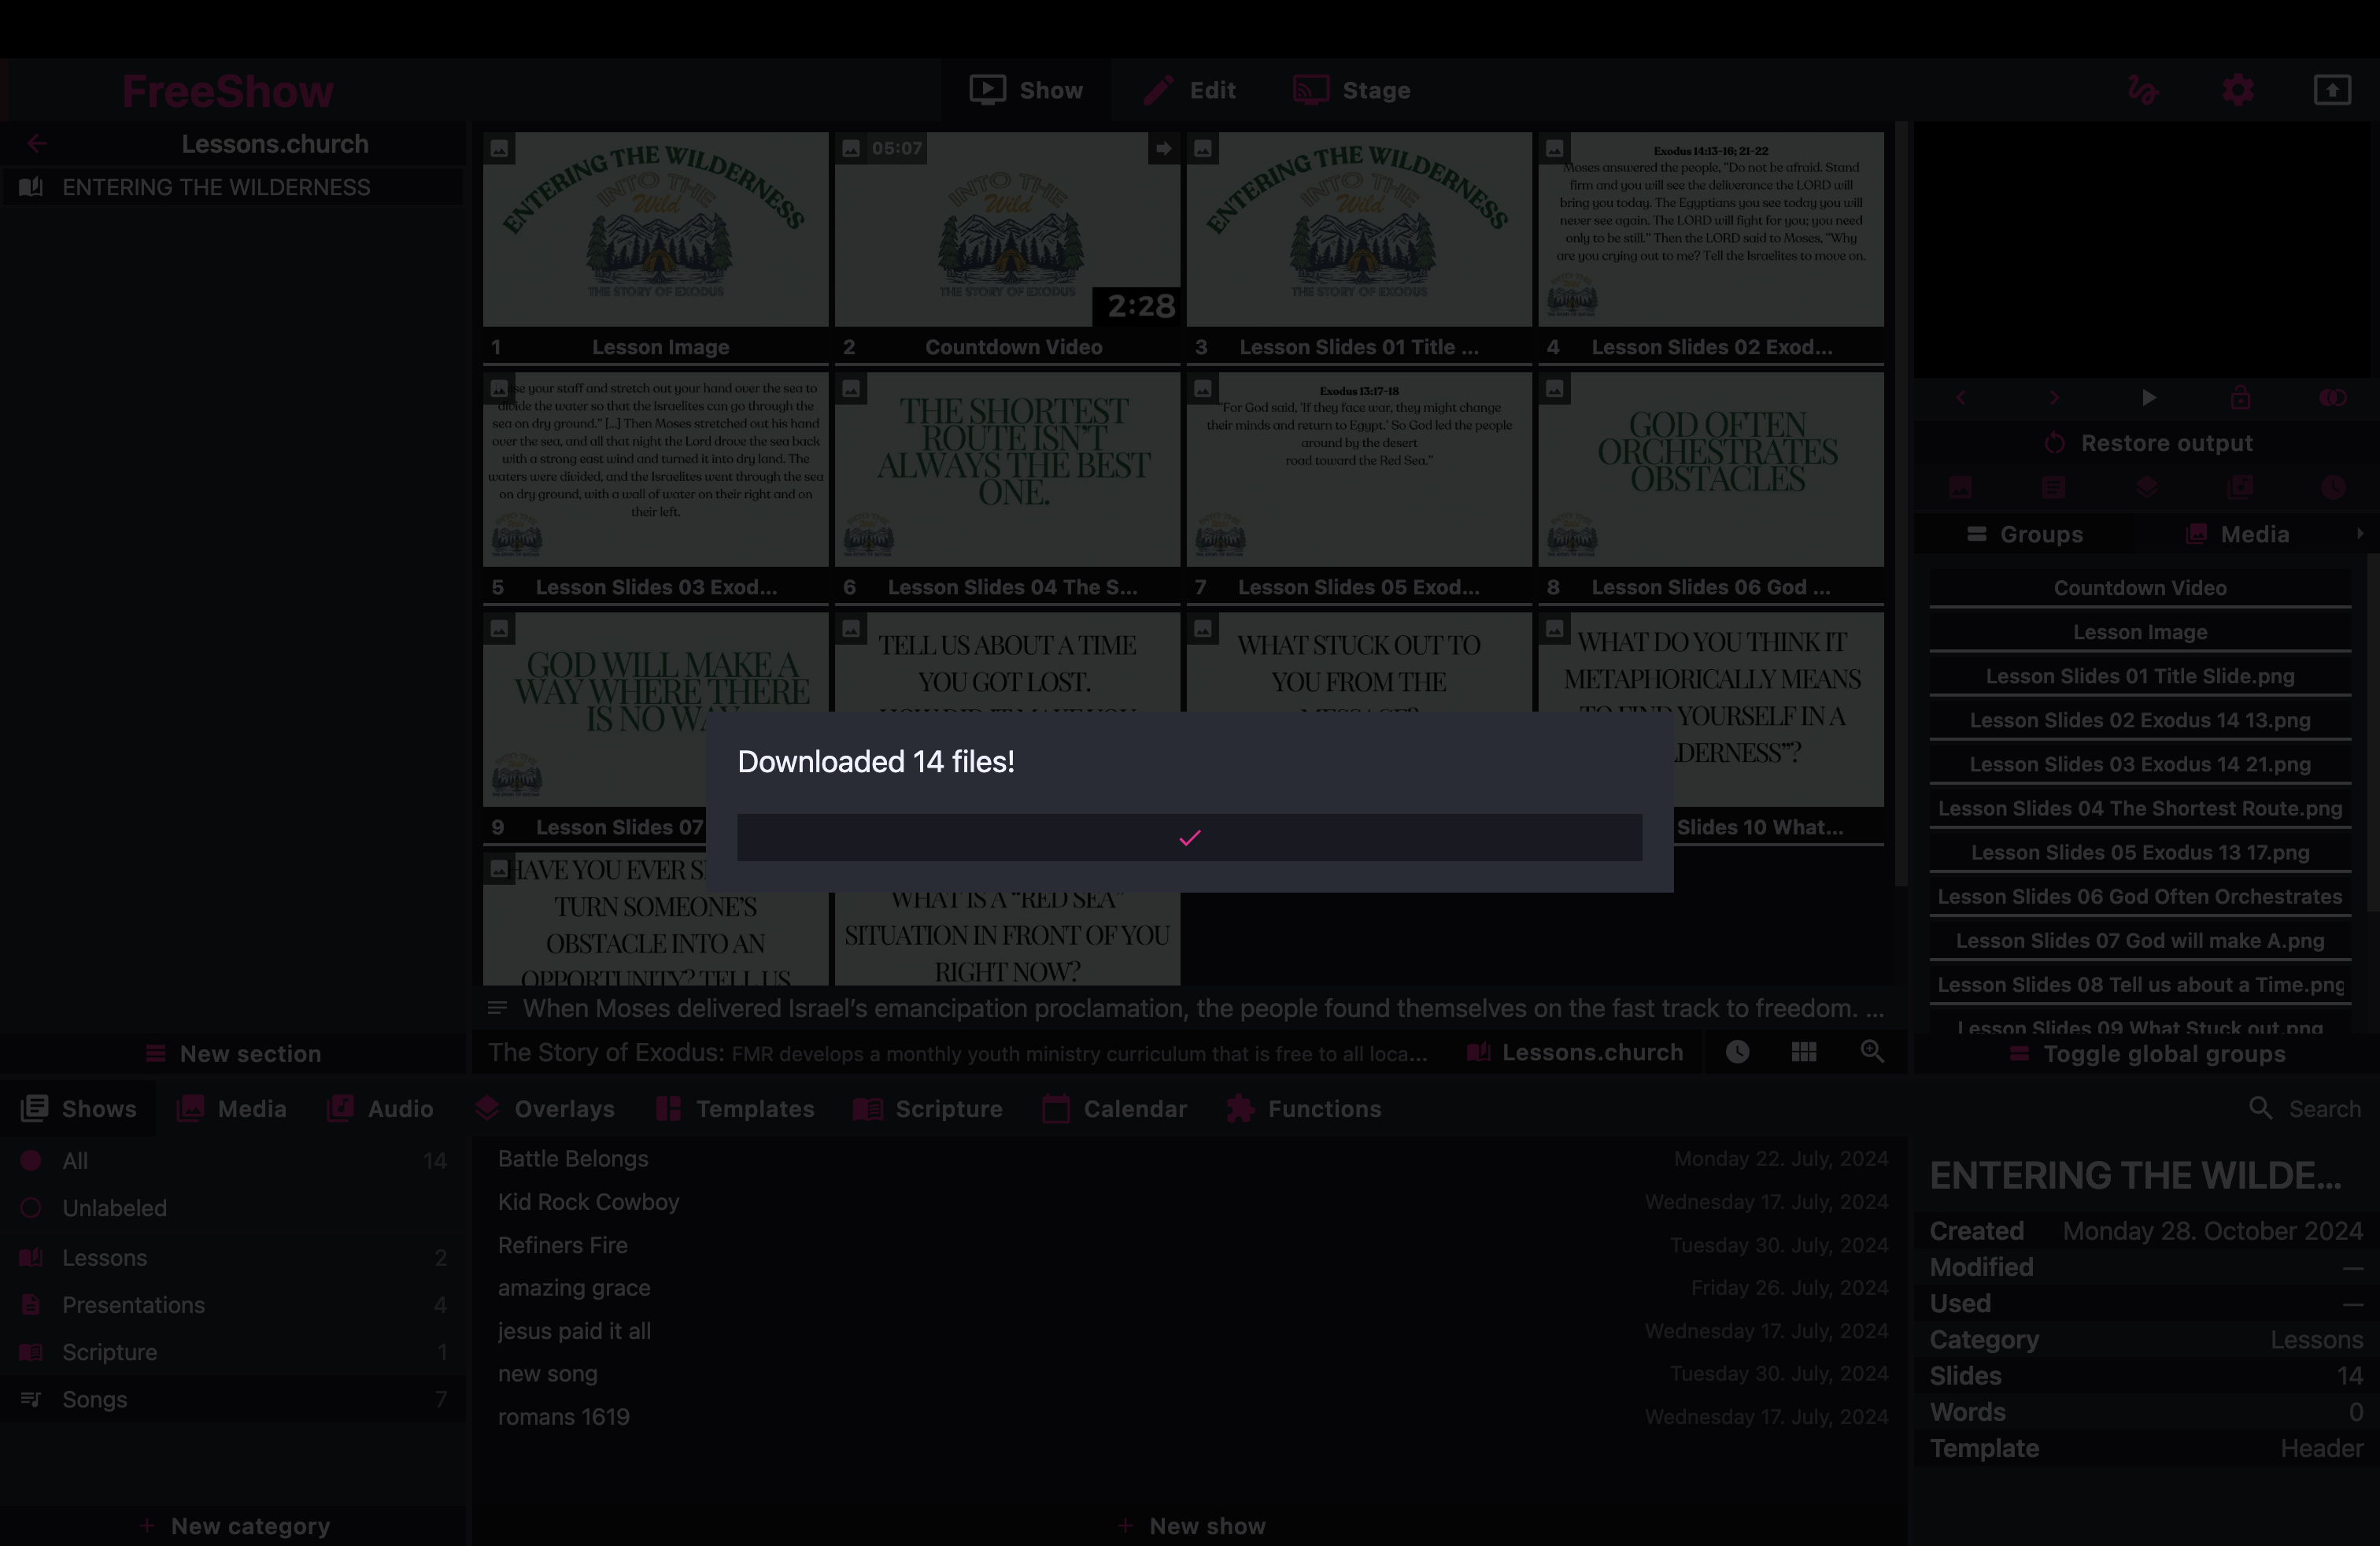 FreeShow
Show
Edit
Stage
Lessons.church
ENTERING THE WILDERNESS
ENTERING THE WILDERNESS
INTO THE
Wild
THE STORY OF EXODUS
1 Lesson Image
05:07
INTO THE
Wild
THE STORY OF EXODUS
2:28
2 Countdown Video
ENTERING THE WILDERNESS
INTO THE
Wild
THE STORY OF EXODUS
3 Lesson Slides 01 Title ...
Exodus 14:13-16; 21-22
Moses answered the people, "Do not be afraid. Stand
firm and you will see the deliverance the LORD will
bring you today. The Egyptians you see today you will
never see again. The LORD will fight for you; you need
only to be still." Then the LORD said to Moses, "Why
are you crying out to me? Tell the Israelites to move on.
4 Lesson Slides 02 Exod...
your staff and stretch out your hand over the sea to
divide the water so that the Israelites can go through the
sea on dry ground." [...] Then Moses stretched out his hand
over the sea, and all that night the Lord drove the sea back
with a strong east wind and turned it into dry land. The
waters were divided, and the Israelites went through the sea
on dry ground, with a wall of water on their right and on
their left.
5 Lesson Slides 03 Exod...
THE SHORTEST
ROUTE ISN'T
ALWAYS THE BEST
ONE.
6 Lesson Slides 04 The S...
Exodus 13:17-18
"For God said, 'If they face war, they might change
their minds and return to Egypt.' So God led the people
around by the desert
road toward the Red Sea."
7 Lesson Slides 05 Exod...
GOD OFTEN
ORCHESTRATES
OBSTACLES
8 Lesson Slides 06 God ...
GOD WILL MAKE A
WAY WHERE THERE
IS NO WAY
9 Lesson Slides 07
TELL US ABOUT A TIME
YOU GOT LOST.
WHAT STUCK OUT TO
YOU FROM THE
MESSAGE?
WHAT DO YOU THINK IT
METAPHORICALLY MEANS
TO FIND YOURSELF IN A
LDERNESS"?
Slides 10 What...
HAVE YOU EVER S
TURN SOMEONE'S
OBSTACLE INTO AN
OPPORTUNITY? TELL US
WHAT IS A "RED SEA"
SITUATION IN FRONT OF YOU
RIGHT NOW?
Downloaded 14 files!
When Moses delivered Israel's emancipation proclamation, the people found themselves on the fast track to freedom. ...
The Story of Exodus: FMR develops a monthly youth ministry curriculum that is free to all loca...
Lessons.church
Restore output
Groups
Media
Countdown Video
Lesson Image
Lesson Slides 01 Title Slide.png
Lesson Slides 02 Exodus 14 13.png
Lesson Slides 03 Exodus 14 21.png
Lesson Slides 04 The Shortest Route.png
Lesson Slides 05 Exodus 13 17.png
Lesson Slides 06 God Often Orchestrates
Lesson Slides 07 God will make A.png
Lesson Slides 08 Tell us about a Time.png
Lesson Slides 09 What Stuck out.png
New section
Toggle global groups
Shows
Media
Audio
Overlays
Templates
Scripture
Calendar
Functions
Search
All 14
Unlabeled
Lessons 2
Presentations 4
Scripture 1
Songs 7
New category
Battle Belongs Monday 22. July, 2024
Kid Rock Cowboy Wednesday 17. July, 2024
Refiners Fire Tuesday 30. July, 2024
amazing grace Friday 26. July, 2024
jesus paid it all Wednesday 17. July, 2024
new song Tuesday 30. July, 2024
romans 1619 Wednesday 17. July, 2024
New show
ENTERING THE WILDE...
Created Monday 28. October 2024
Modified —
Used —
Category Lessons
Slides 14
Words 0
Template Header